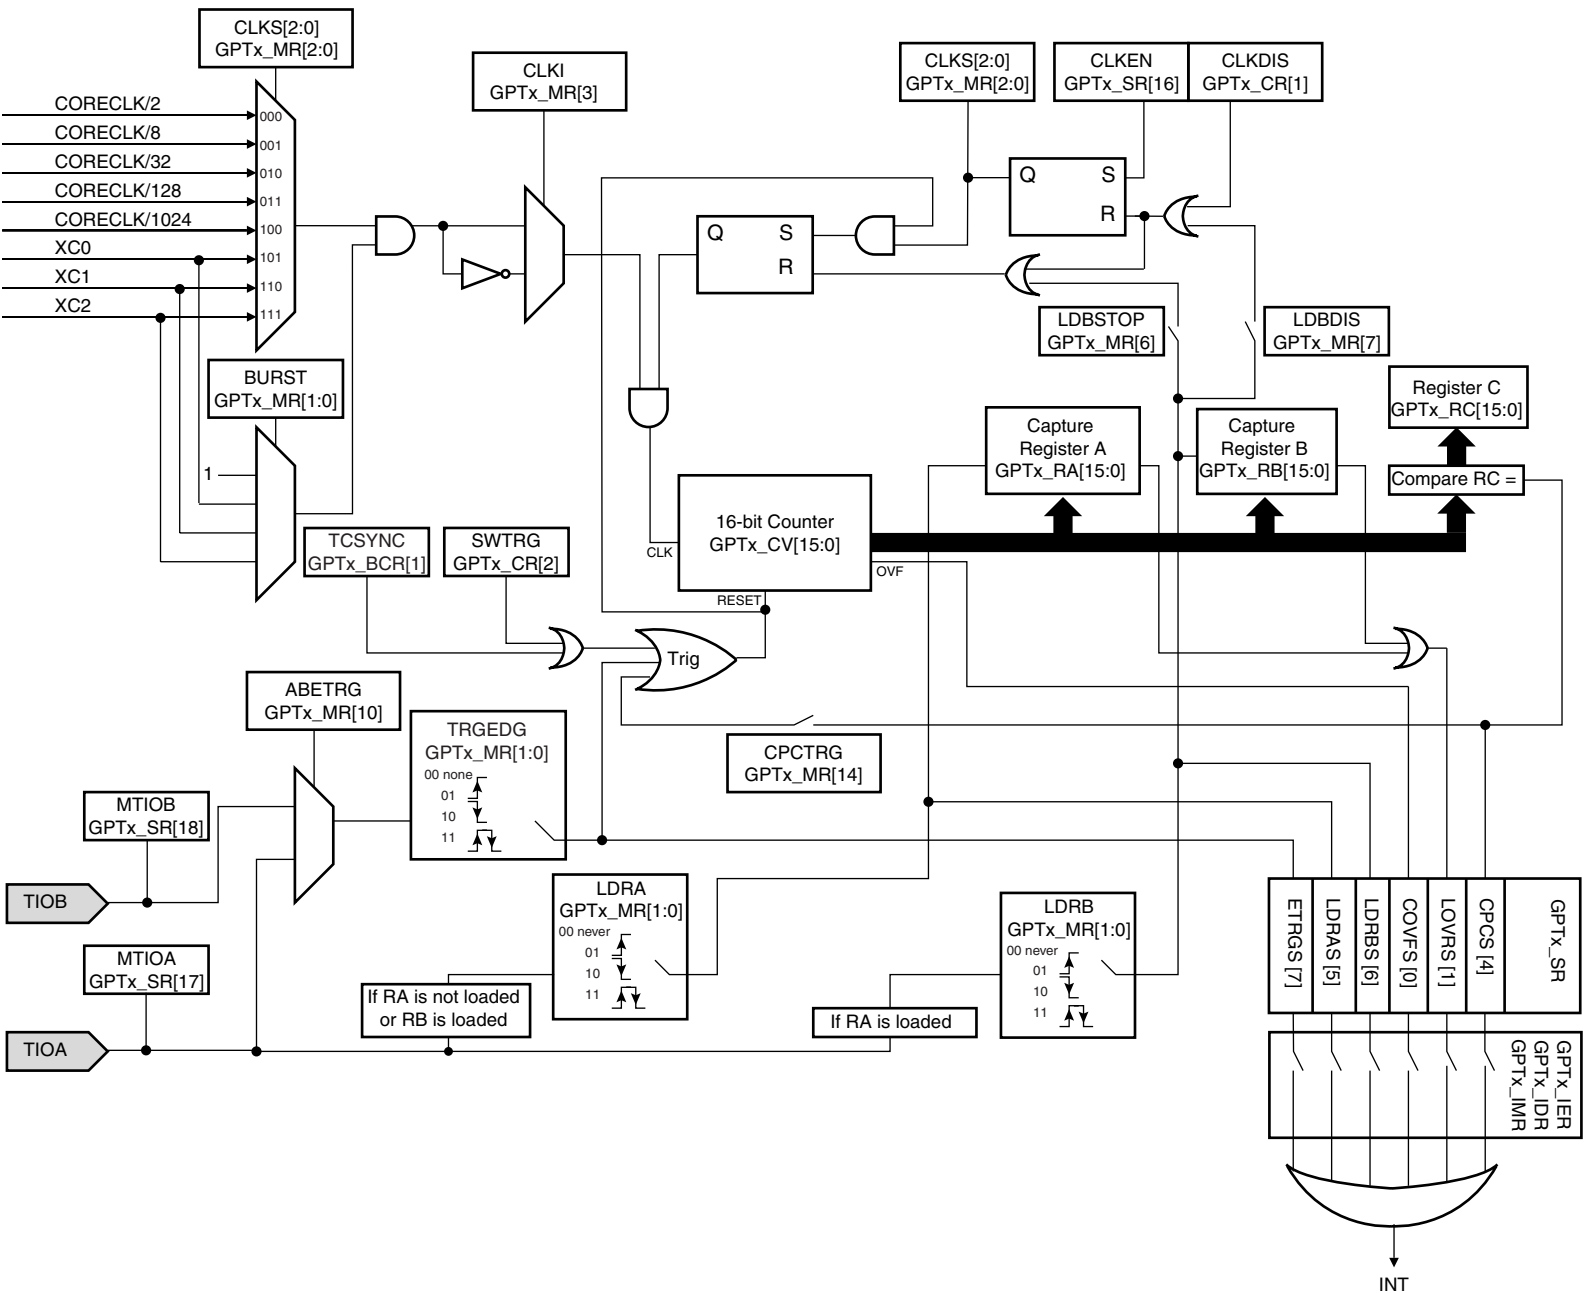 CLKS[2:0]
GPTx_MR[2:0]
CLKI
GPTx_MR[3]
CLKS[2:0]
GPTx_MR[2:0]
CLKEN
GPTx_SR[16]
CLKDIS
GPTx_CR[1]
CORECLK/2
000
CORECLK/8
001
CORECLK/32
010
CORECLK/128
011
CORECLK/1024
100
XC0
101
XC1
110
XC2
111
Q S
R
Q S
R
LDBSTOP
GPTx_MR[6]
LDBDIS
GPTx_MR[7]
BURST
GPTx_MR[1:0]
1
Register C
GPTx_RC[15:0]
Capture
Register A
GPTx_RA[15:0]
Capture
Register B
GPTx_RB[15:0]
Compare RC =
16-bit Counter
GPTx_CV[15:0]
CLK
OVF
RESET
TCSYNC
GPTx_BCR[1]
SWTRG
GPTx_CR[2]
Trig
ABETRG
GPTx_MR[10]
TRGEDG
GPTx_MR[1:0]
00 none
01
10
11
CPCTRG
GPTx_MR[14]
MTIOB
GPTx_SR[18]
TIOB
LDRA
GPTx_MR[1:0]
00 never
01
10
11
LDRB
GPTx_MR[1:0]
00 never
01
10
11
MTIOA
GPTx_SR[17]
If RA is not loaded
or RB is loaded
If RA is loaded
TIOA
ETRGS [7]
LDRAS [5]
LDRBS [6]
COVFS [0]
LOVRS [1]
CPCS [4]
GPTx_SR
GPTx_IER
GPTx_IDR
GPTx_IMR
INT